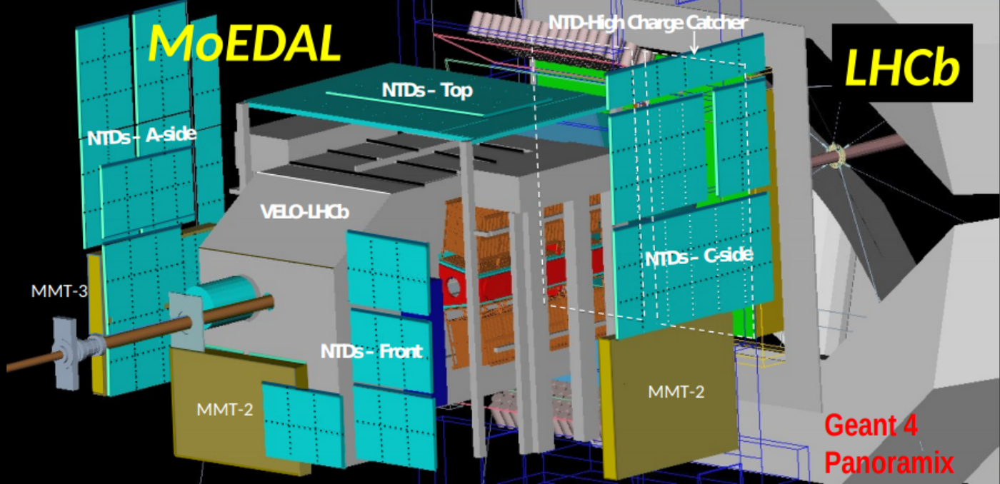 MoEDAL
NTD-High Charge Catcher
LHCb
NTDs – Top
NTDs – A-side
VELO-LHCb
NTDs – C-side
MMT-3
NTDs – Front
MMT-2
MMT-2
Geant 4
Panoramix